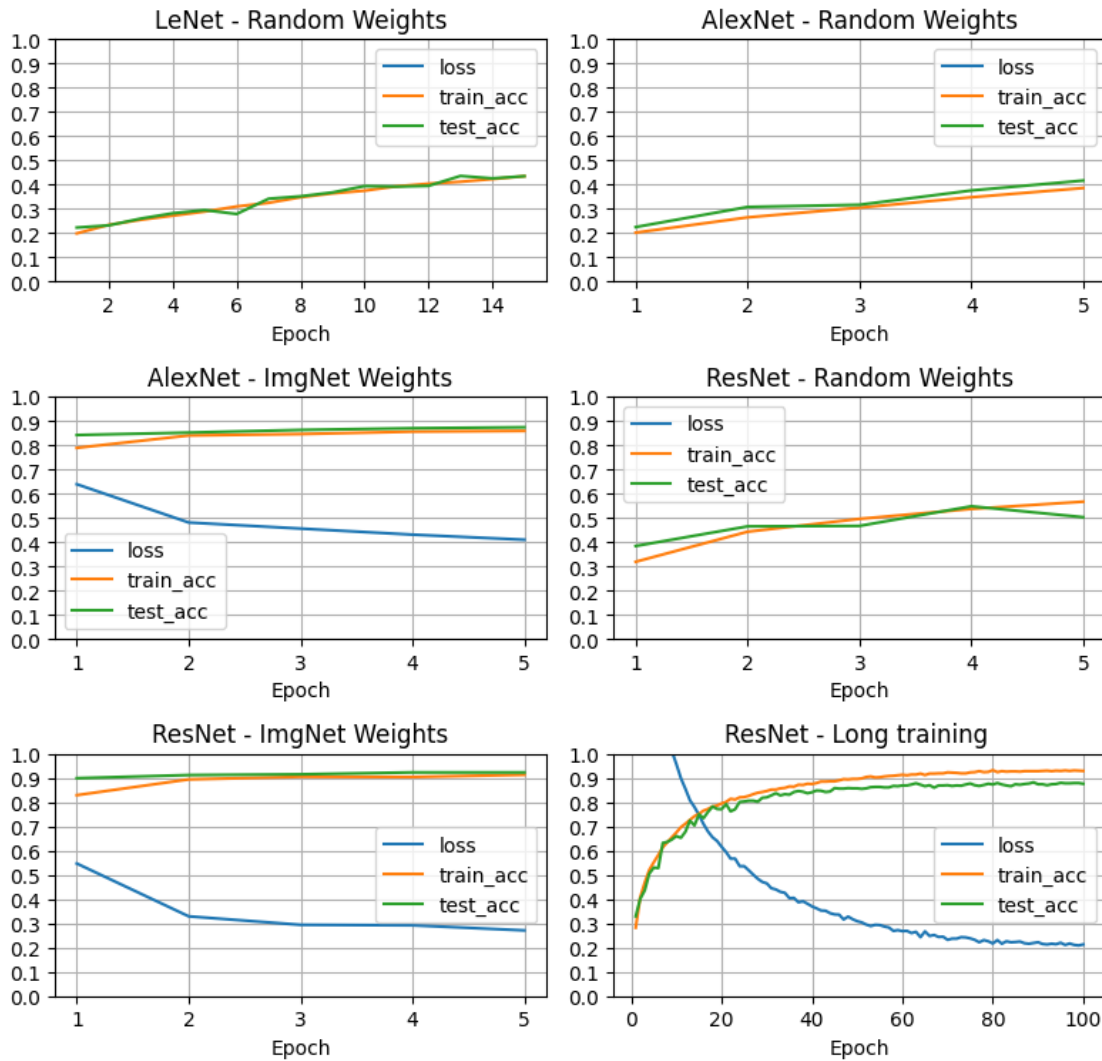 LeNet - Random Weights
1.0
0.9
0.8
0.7
0.6
0.5
0.4
0.3
0.2
0.1
0.0
loss
train_acc
test_acc
2 4 6 8 10 12 14
Epoch
AlexNet - Random Weights
1.0
0.9
0.8
0.7
0.6
0.5
0.4
0.3
0.2
0.1
0.0
loss
train_acc
test_acc
1 2 3 4 5
Epoch
AlexNet - ImgNet Weights
1.0
0.9
0.8
0.7
0.6
0.5
0.4
0.3
0.2
0.1
0.0
loss
train_acc
test_acc
1 2 3 4 5
Epoch
ResNet - Random Weights
1.0
0.9
0.8
0.7
0.6
0.5
0.4
0.3
0.2
0.1
0.0
loss
train_acc
test_acc
1 2 3 4 5
Epoch
ResNet - ImgNet Weights
1.0
0.9
0.8
0.7
0.6
0.5
0.4
0.3
0.2
0.1
0.0
loss
train_acc
test_acc
1 2 3 4 5
Epoch
ResNet - Long training
1.0
0.9
0.8
0.7
0.6
0.5
0.4
0.3
0.2
0.1
0.0
loss
train_acc
test_acc
0 20 40 60 80 100
Epoch